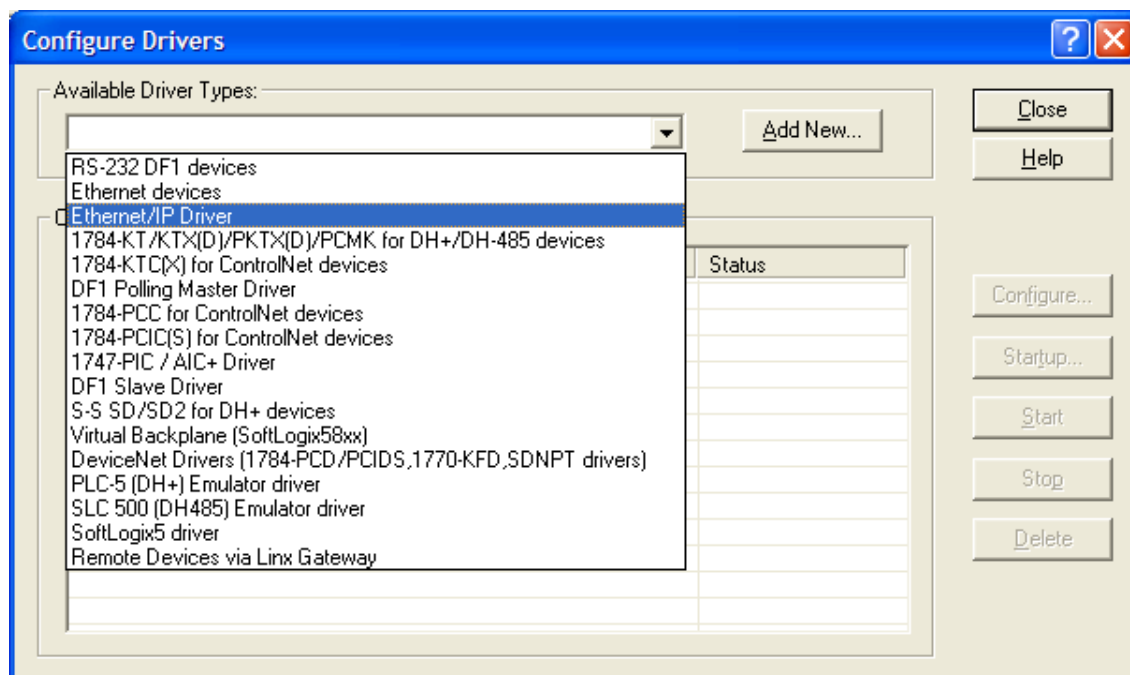 Configure Drivers
Available Driver Types:
Add New...
Close
Help
RS-232 DF1 devices
Ethernet devices
Ethernet/IP Driver
1784-KT/KTX(D)/PKTX(D)/PCMK for DH+/DH-485 devices
1784-KTC(X) for ControlNet devices
DF1 Polling Master Driver
1784-PCC for ControlNet devices
1784-PCIC(S) for ControlNet devices
1747-PIC / AIC+ Driver
DF1 Slave Driver
S-S SD/SD2 for DH+ devices
Virtual Backplane (SoftLogix58xx)
DeviceNet Drivers (1784-PCD/PCIDS,1770-KFD,SDNPT drivers)
PLC-5 (DH+) Emulator driver
SLC 500 (DH485) Emulator driver
SoftLogix5 driver
Remote Devices via Linx Gateway
Status
Configure...
Startup...
Start
Stop
Delete